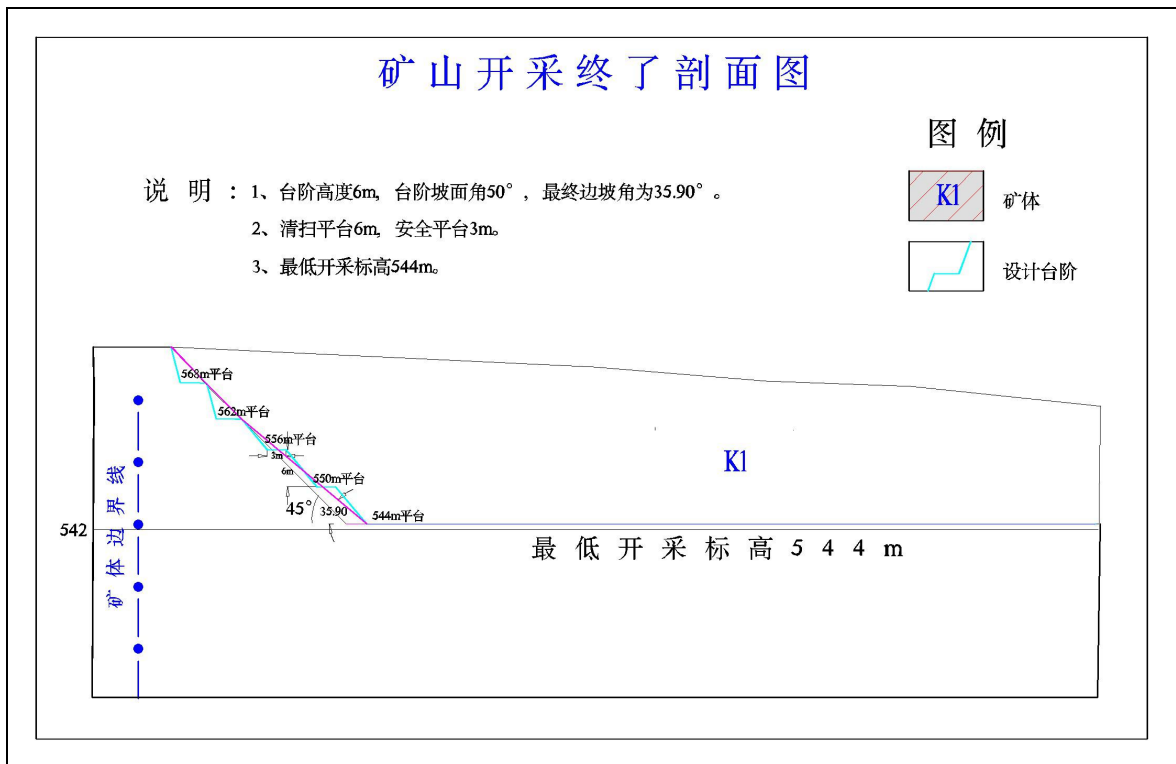 矿山开采终了剖面图
图例
说明：1、台阶高度6m，台阶坡面角50°，最终边坡角为35.90°。
2、清扫平台6m，安全平台3m。
3、最低开采标高544m。
K1
矿体
设计台阶
568m平台
562m平台
556m平台
3m
6m
550m平台
45°
35.90
544m平台
K1
542
矿体边界线
最低开采标高544m